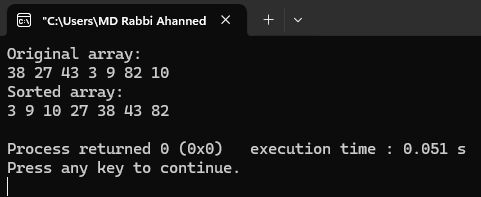 "C:\Users\MD Rabbi Ahanned
Original array:
38 27 43 3 9 82 10
Sorted array:
3 9 10 27 38 43 82
Process returned 0 (0x0)   execution time : 0.051 s
Press any key to continue.